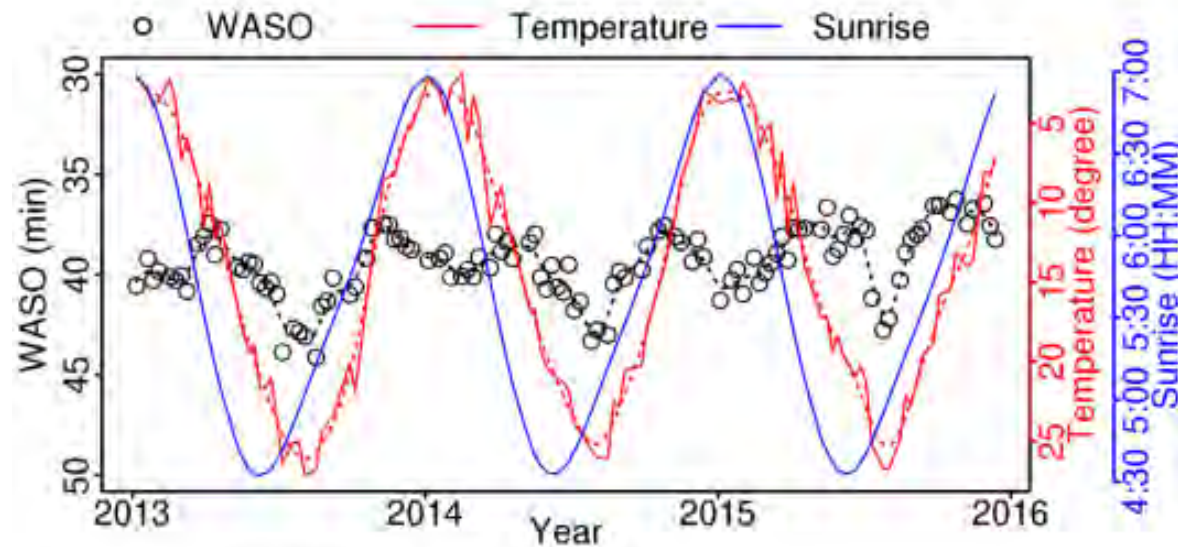 WASO Temperature Sunrise
30
35
40
45
50
WASO (min)
2013 2014 2015 2016
Year
5
10
15
20
25
Temperature (degree)
7:00
6:30
6:00
5:30
5:00
4:30
Sunrise (HH:MM)